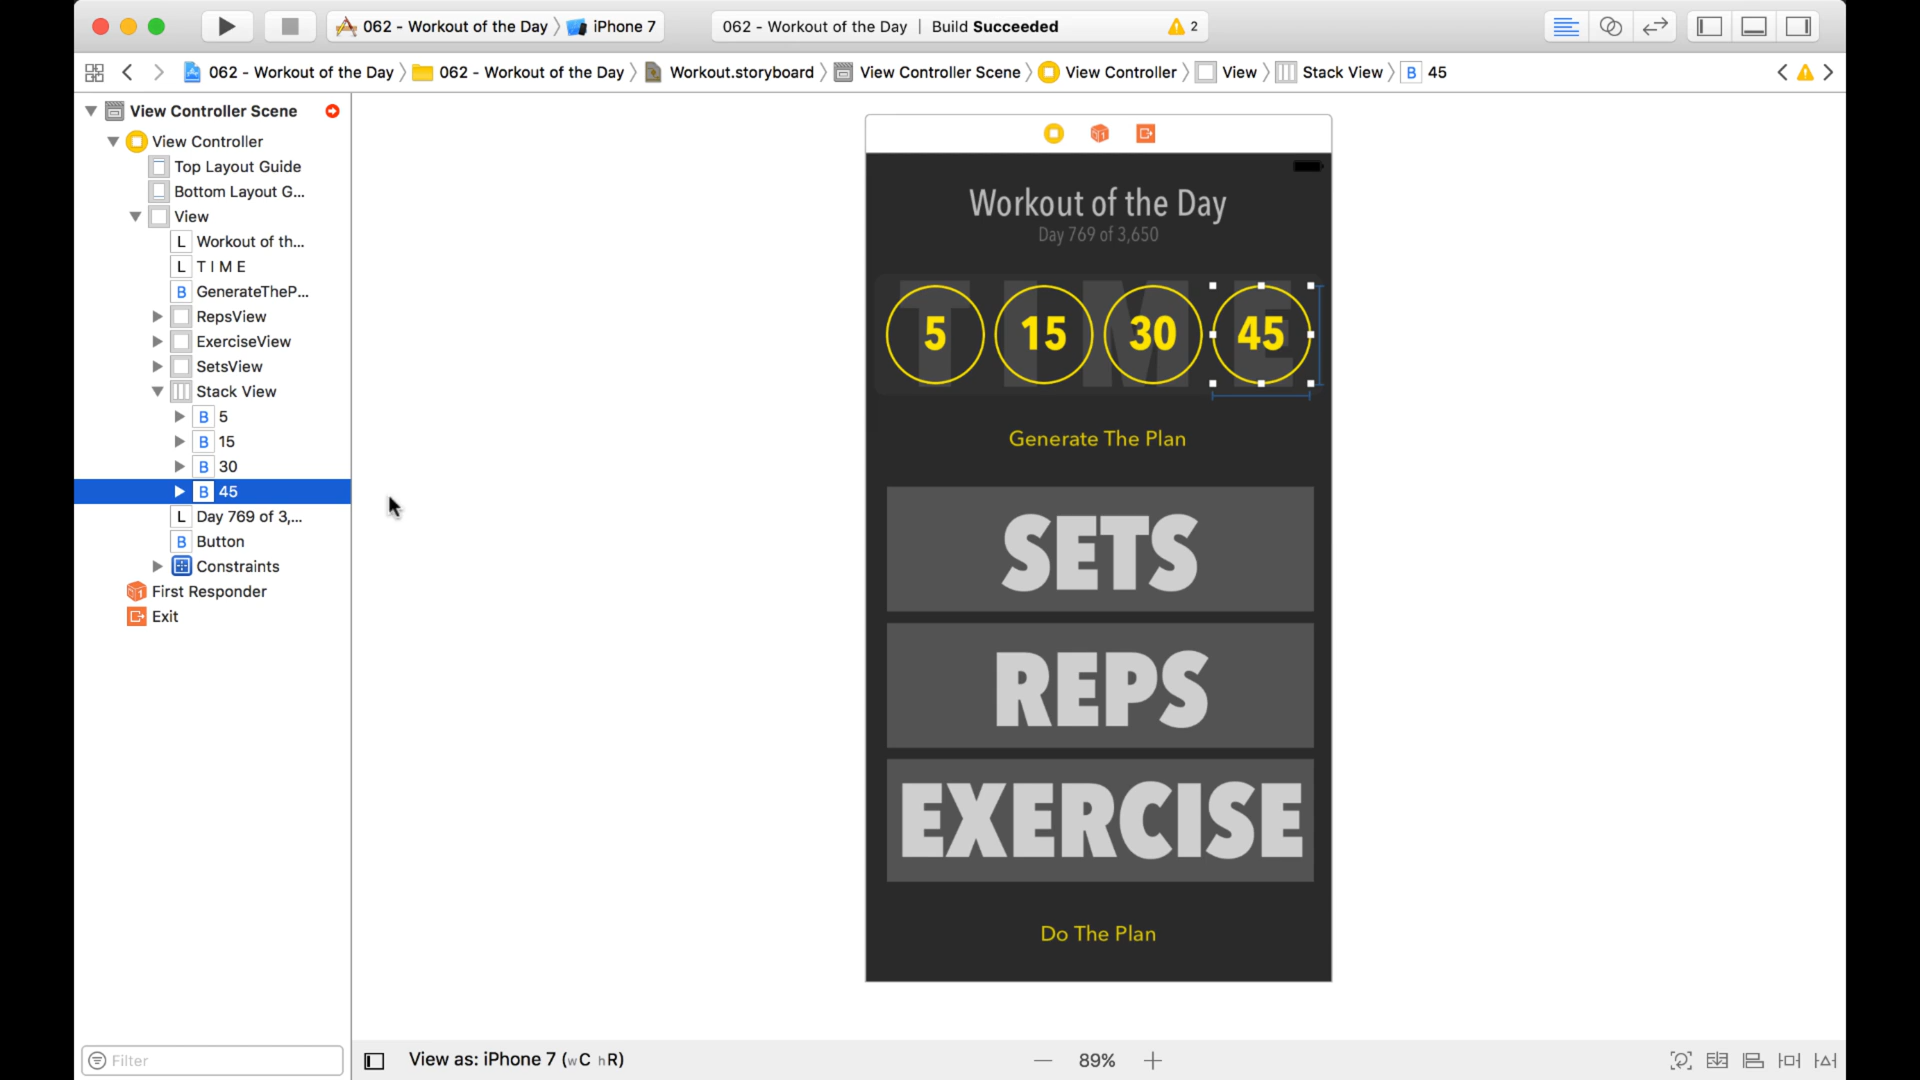 062 - Workout of the Day
iPhone 7
062 - Workout of the Day | Build Succeeded
2
062 - Workout of the Day
062 - Workout of the Day
Workout.storyboard
View Controller Scene
View Controller
View
Stack View
B 45
View Controller Scene
View Controller
Top Layout Guide
Bottom Layout G...
View
L Workout of th...
L T I M E
B GenerateTheP...
RepsView
ExerciseView
SetsView
Stack View
B 5
B 15
B 30
B 45
L Day 769 of 3,...
B Button
Constraints
First Responder
Exit
Filter
Workout of the Day
Day 769 of 3,650
TIME
5 15 30 45
Generate The Plan
SETS
REPS
EXERCISE
Do The Plan
View as: iPhone 7 (wC hR)
89%